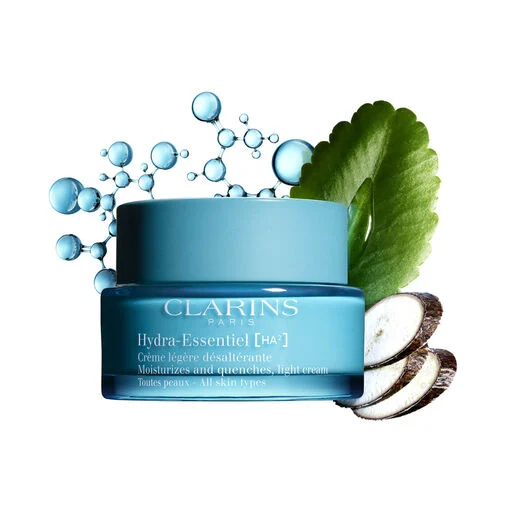 CLARINS
PARIS
Hydra-Essentiel [HA²]
Crème légère désaltérante
Moisturizes and quenches, light cream
Toutes peaux - All skin types